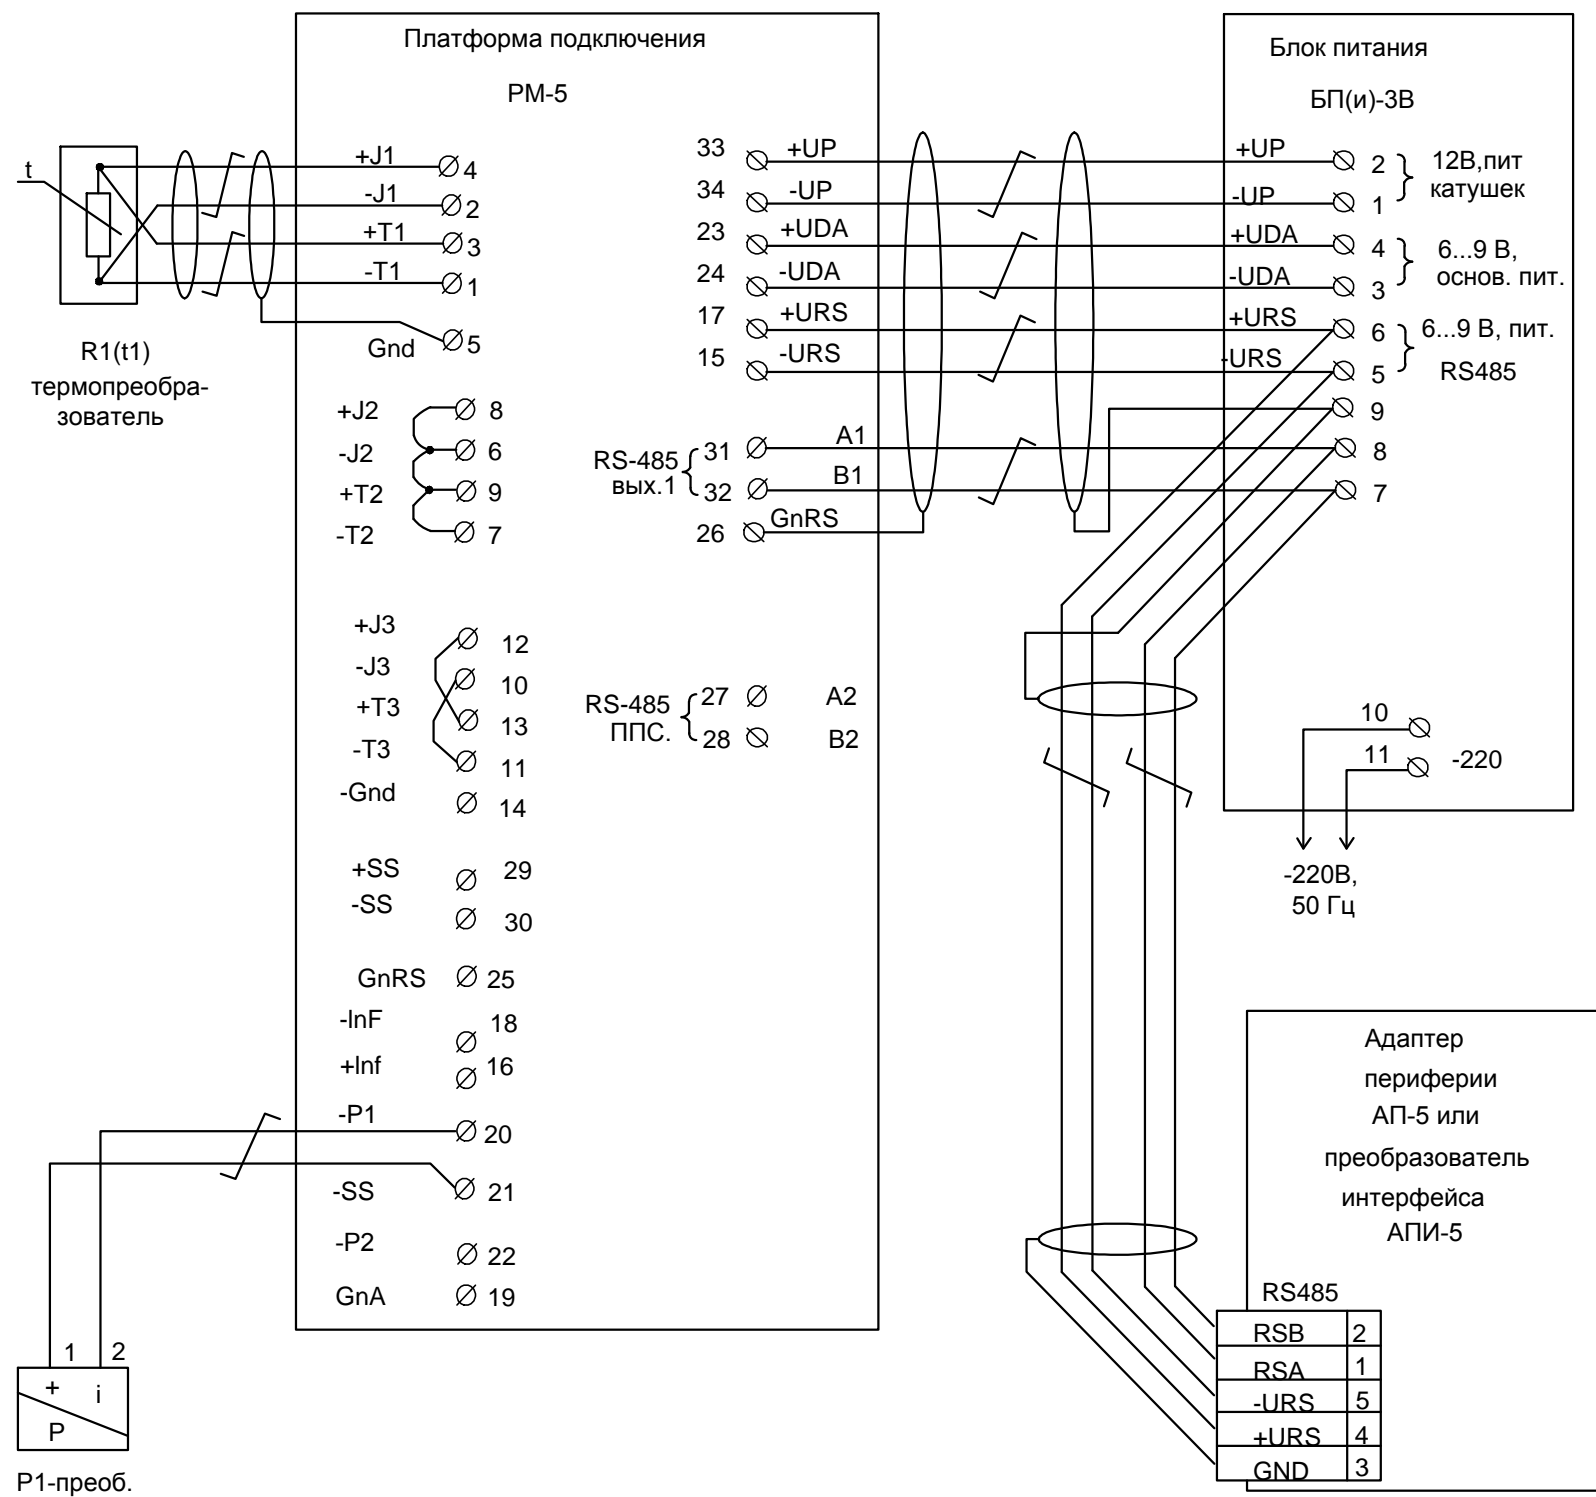 Платформа подключения
РМ-5
t
+J1
4
-J1
2
+T1
3
-T1
1
Gnd
5
R1(t1)
термопреобра-
зователь
+J2
8
-J2
6
+T2
9
-T2
7
+J3
12
-J3
10
+T3
13
-T3
11
-Gnd
14
+SS
29
-SS
30
GnRS
25
-InF
18
+Inf
16
-P1
20
-SS
21
-P2
22
GnA
19
1 2
+ i
P
Р1-преоб.
33
+UP
34
-UP
23
+UDA
24
-UDA
17
+URS
15
-URS
RS-485
вых.1
31
A1
32
B1
26
GnRS
RS-485
ППС.
27
A2
28
B2
Блок питания
БП(и)-3В
+UP
2
-UP
1
12В,пит
катушек
+UDA
4
-UDA
3
6...9 В,
основ. пит.
+URS
6
-URS
5
6...9 В, пит.
RS485
9
8
7
10
11
-220
-220В,
50 Гц
Адаптер
периферии
АП-5 или
преобразователь
интерфейса
АПИ-5
RS485
RSB 2
RSA 1
-URS 5
+URS 4
GND 3